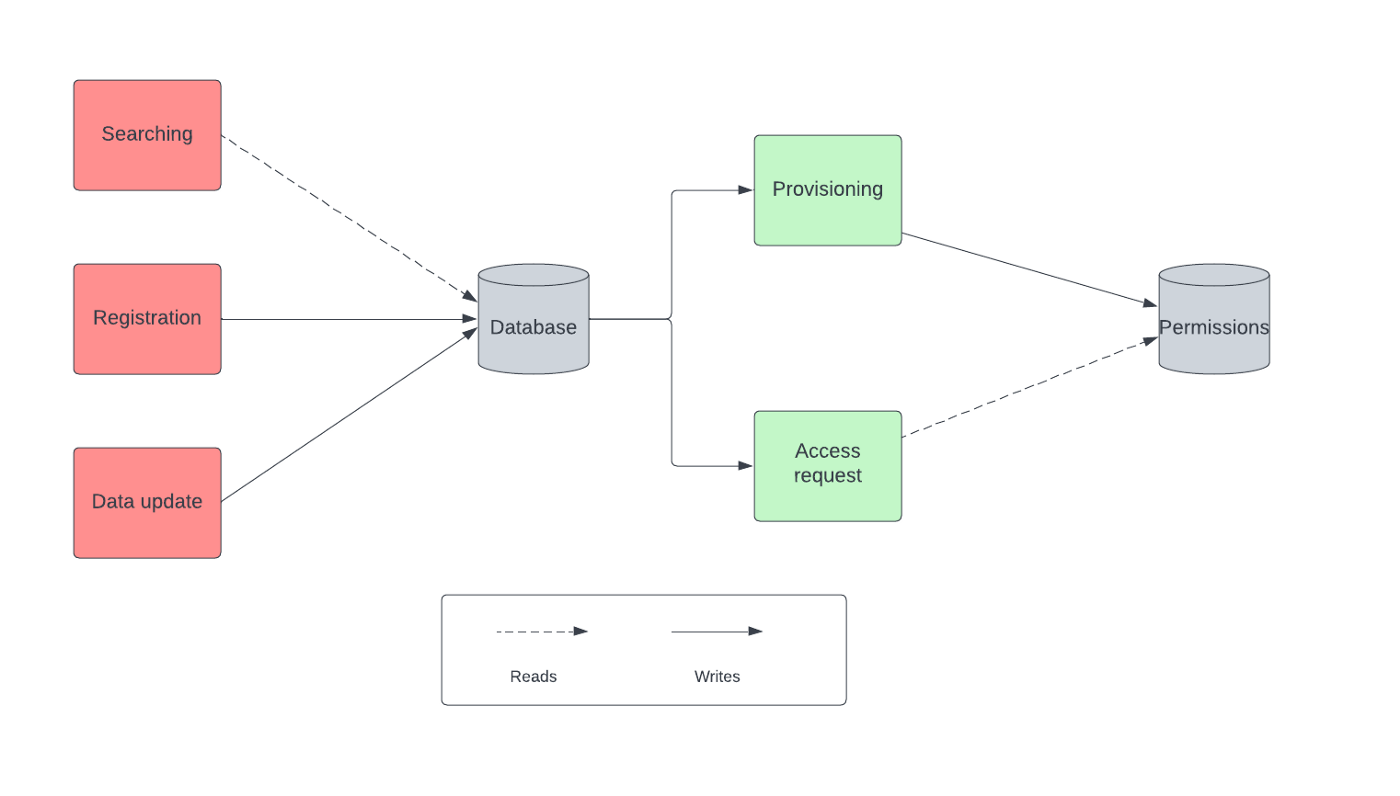 Searching
Provisioning
Registration
Database
Permissions
Access
request
Data update
Reads
Writes